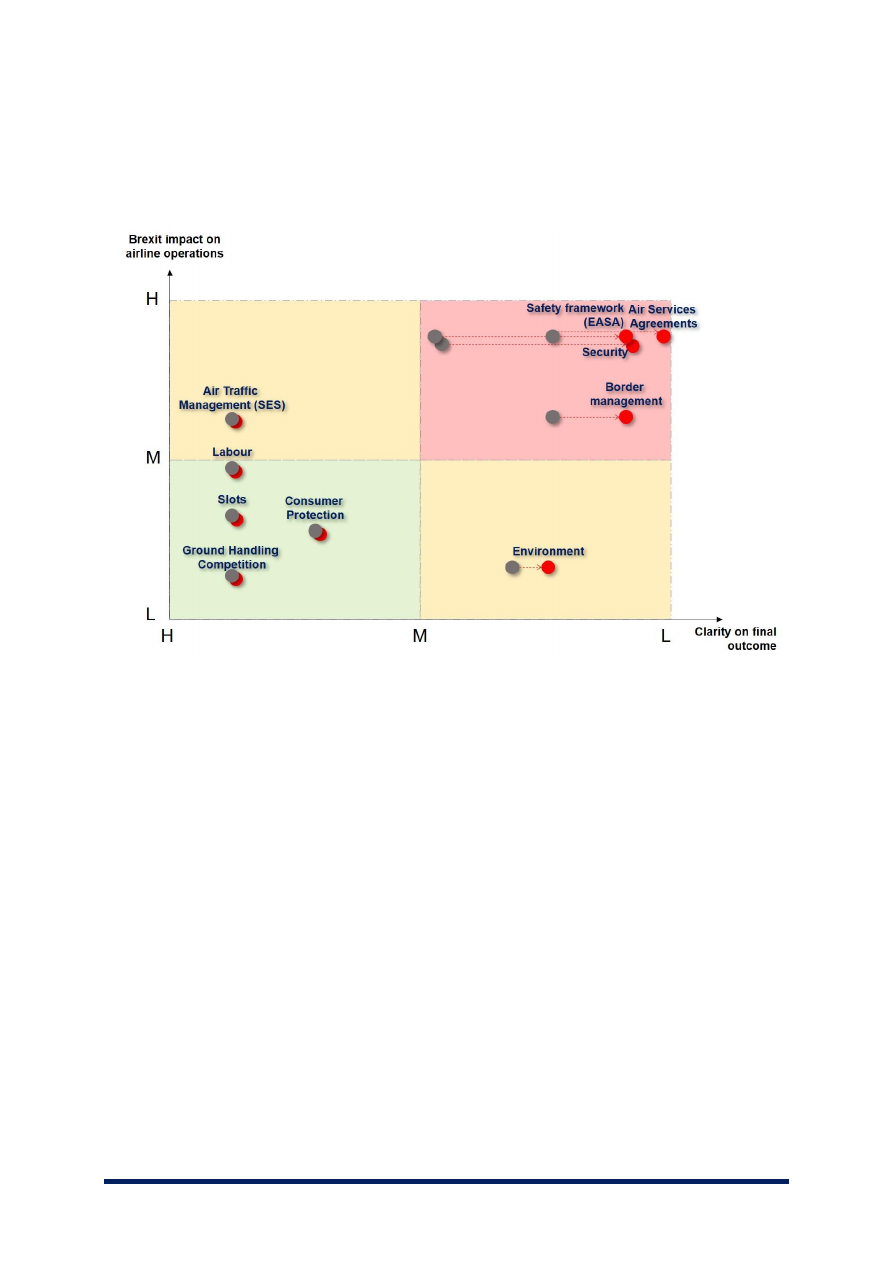 Brexit impact on
airline operations
H
Safety framework
(EASA)
Air Services
Agreements
Security
Border
management
Air Traffic
Management (SES)
Labour
M
Slots
Consumer
Protection
Ground Handling
Competition
Environment
L
H
M
L
Clarity on final
outcome